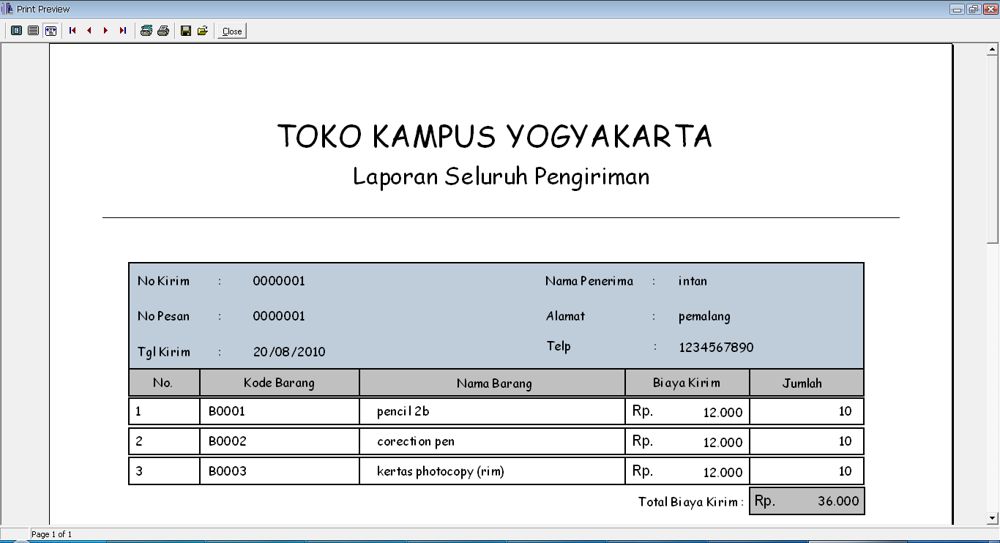 Print Preview
Close
TOKO KAMPUS YOGYAKARTA
Laporan Seluruh Pengiriman
No Kirim : 0000001 Nama Penerima : intan
No Pesan : 0000001 Alamat : pemalang
Tgl Kirim : 20/08/2010 Telp : 1234567890
No. Kode Barang Nama Barang Biaya Kirim Jumlah
1 B0001 pencil 2b Rp. 12.000 10
2 B0002 corection pen Rp. 12.000 10
3 B0003 kertas photocopy (rim) Rp. 12.000 10
Total Biaya Kirim : Rp. 36.000
Page 1 of 1